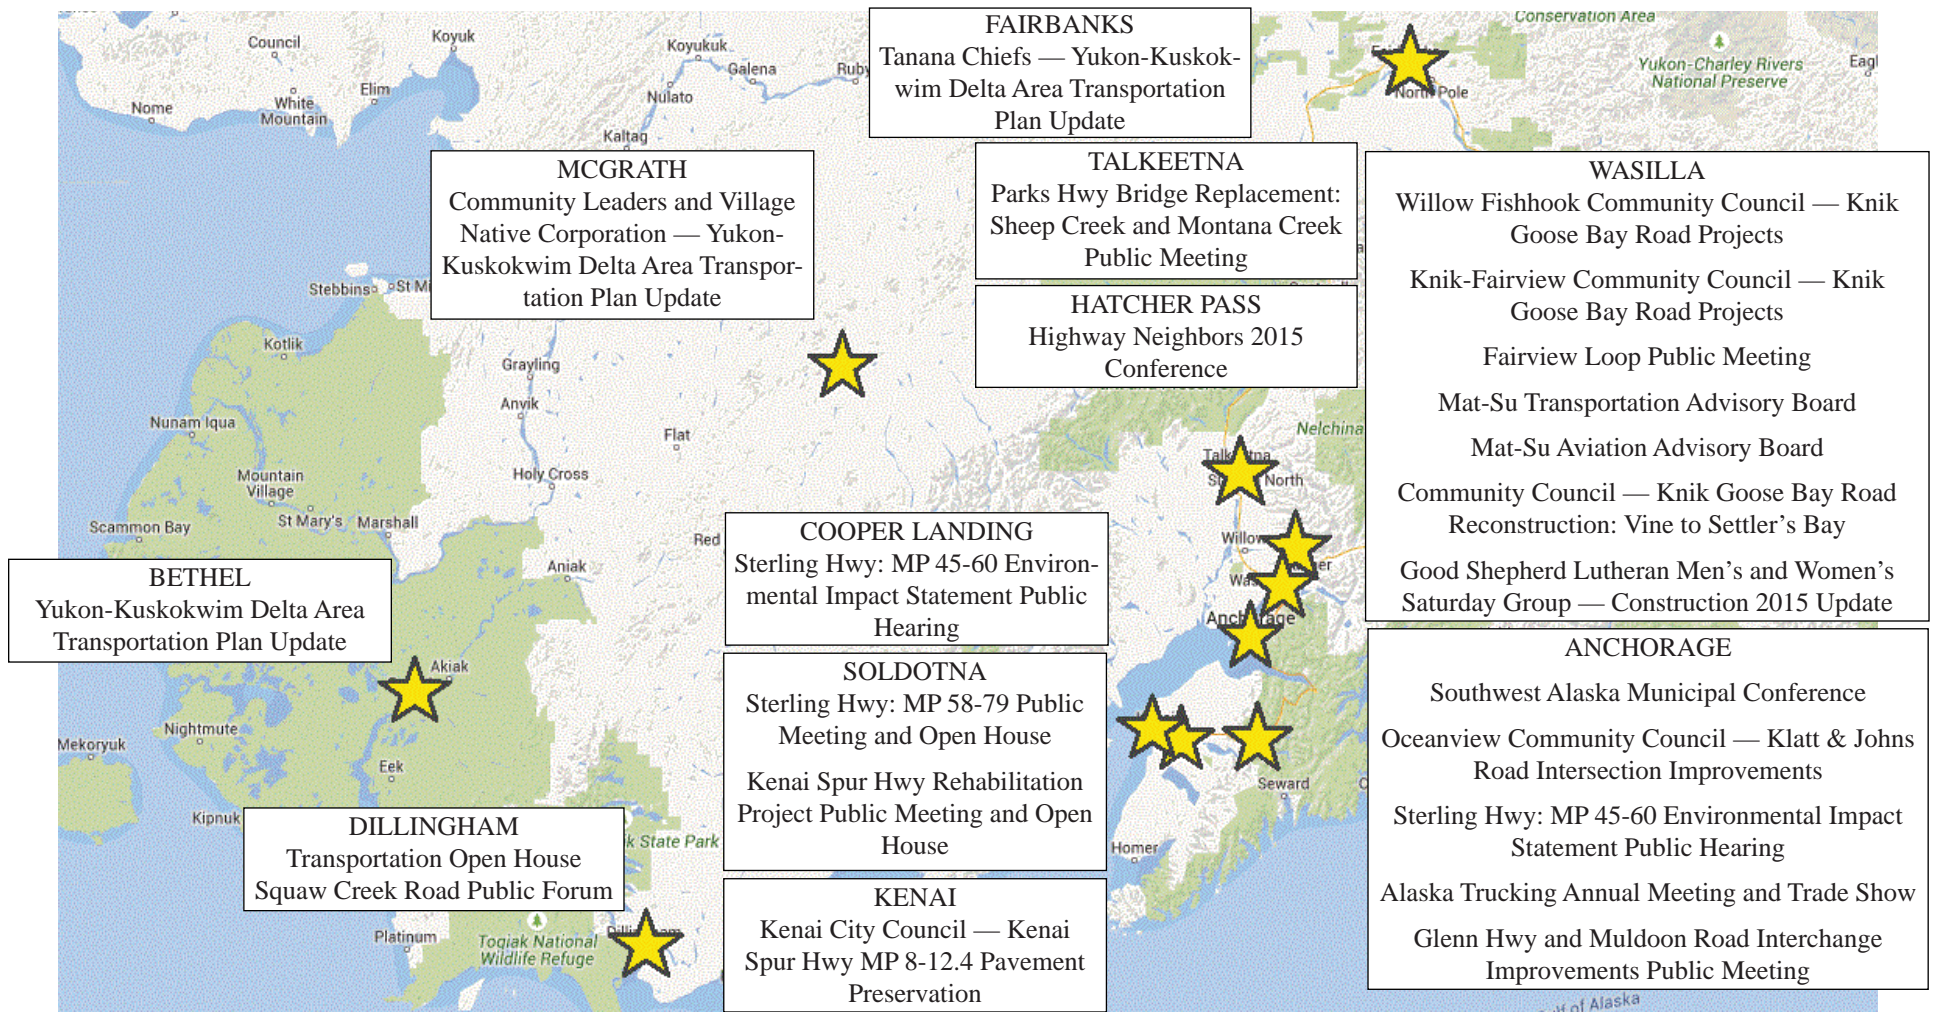 FAIRBANKS
Tanana Chiefs — Yukon-Kuskok-
wim Delta Area Transportation
Plan Update
MCGRATH
Community Leaders and Village
Native Corporation — Yukon-
Kuskokwim Delta Area Transpor-
tation Plan Update
TALKEETNA
Parks Hwy Bridge Replacement:
Sheep Creek and Montana Creek
Public Meeting
HATCHER PASS
Highway Neighbors 2015
Conference
WASILLA
Willow Fishhook Community Council — Knik
Goose Bay Road Projects
Knik-Fairview Community Council — Knik
Goose Bay Road Projects
Fairview Loop Public Meeting
Mat-Su Transportation Advisory Board
Mat-Su Aviation Advisory Board
Community Council — Knik Goose Bay Road
Reconstruction: Vine to Settler’s Bay
Good Shepherd Lutheran Men’s and Women’s
Saturday Group — Construction 2015 Update
BETHEL
Yukon-Kuskokwim Delta Area
Transportation Plan Update
COOPER LANDING
Sterling Hwy: MP 45-60 Environ-
mental Impact Statement Public
Hearing
SOLDOTNA
Sterling Hwy: MP 58-79 Public
Meeting and Open House
Kenai Spur Hwy Rehabilitation
Project Public Meeting and Open
House
KENAI
Kenai City Council — Kenai
Spur Hwy MP 8-12.4 Pavement
Preservation
DILLINGHAM
Transportation Open House
Squaw Creek Road Public Forum
ANCHORAGE
Southwest Alaska Municipal Conference
Oceanview Community Council — Klatt & Johns
Road Intersection Improvements
Sterling Hwy: MP 45-60 Environmental Impact
Statement Public Hearing
Alaska Trucking Annual Meeting and Trade Show
Glenn Hwy and Muldoon Road Interchange
Improvements Public Meeting
Council
Koyuk
Koyukuk
Galena
Ruby
Nome
White
Mountain
Elim
Nulato
Kaltag
Conservation Area
Yukon-Charley Rivers
National Preserve
Eagl
North Pole
Stebbins
St Mi
Kotlik
Grayling
Anvik
Nunam Iqua
Flat
Nelchina
Mountain
Village
Holy Cross
Scammon Bay
St Mary's
Marshall
Red
Aniak
Talkeetna
North
Willow
Anchorage
Akiak
Mekoryuk
Nightmute
Eek
Kipnuk
k State Park
Platinum
Togiak National
Wildlife Refuge
Seward
Homer
Gulf of Alaska